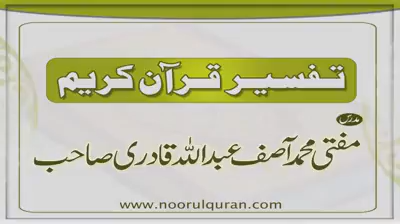 تفسیر قرآن کریم
مدرس
مفتی محمد آصف عبداللہ قادری صاحب
www.noorulquran.com